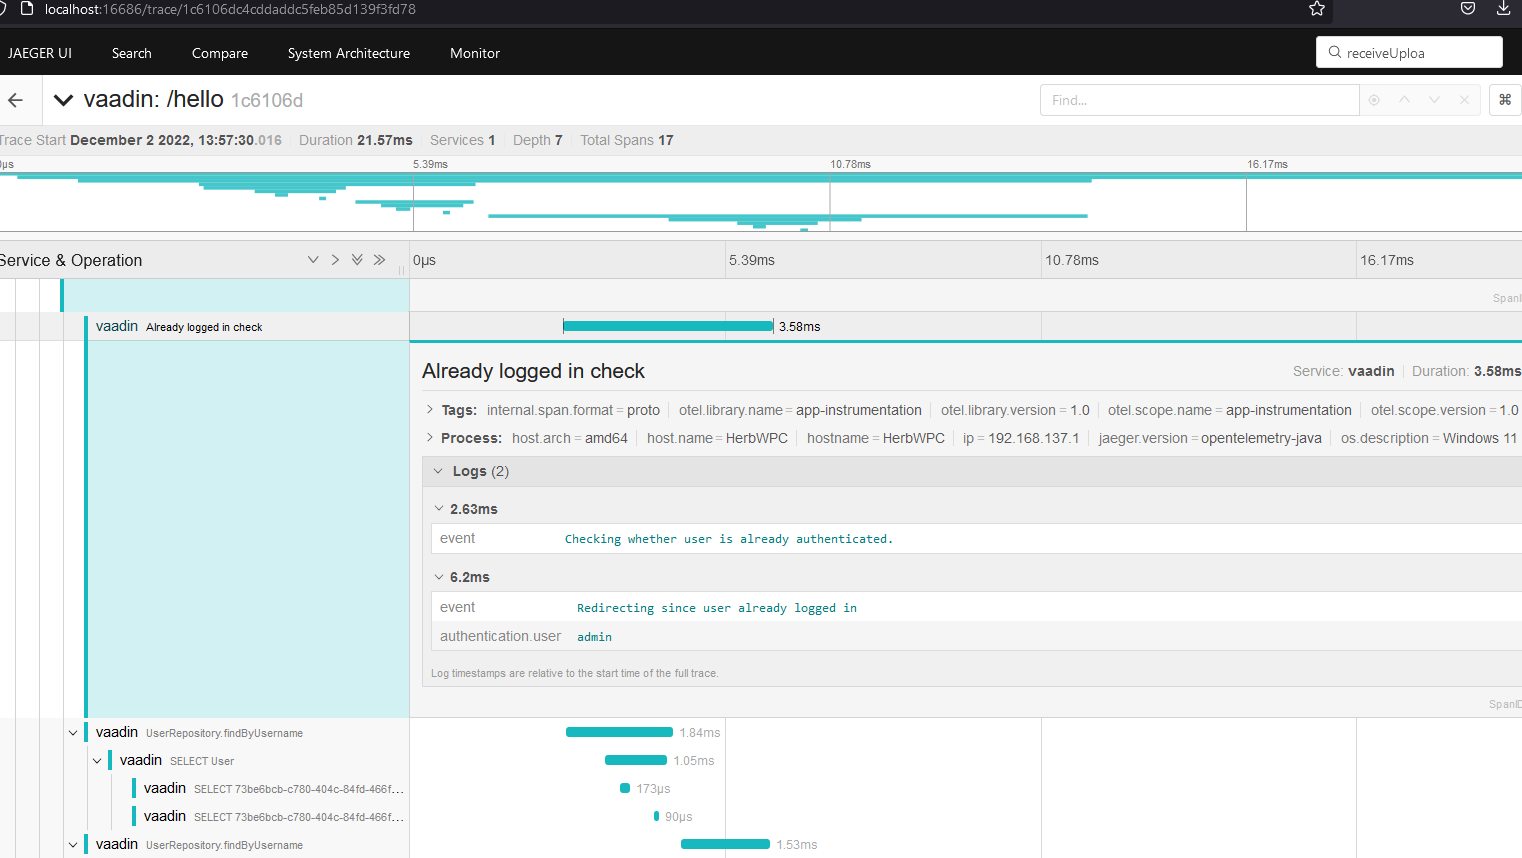 localhost:16686/trace/1c6106dc4cddaddc5feb85d139f3fd78
JAEGER UI Search Compare System Architecture Monitor receiveUploa
vaadin: /hello 1c6106d Find... ⌘
Trace Start December 2 2022, 13:57:30.016 Duration 21.57ms Services 1 Depth 7 Total Spans 17
0µs 5.39ms 10.78ms 16.17ms
Service & Operation 0µs 5.39ms 10.78ms 16.17ms
SpanI
vaadin Already logged in check 3.58ms
Already logged in check Service: vaadin Duration: 3.58ms
Tags: internal.span.format = proto otel.library.name = app-instrumentation otel.library.version = 1.0 otel.scope.name = app-instrumentation otel.scope.version = 1.0
Process: host.arch = amd64 host.name = HerbWPC hostname = HerbWPC ip = 192.168.137.1 jaeger.version = opentelemetry-java os.description = Windows 11
Logs (2)
2.63ms
event Checking whether user is already authenticated.
6.2ms
event Redirecting since user already logged in
authentication.user admin
Log timestamps are relative to the start time of the full trace.
SpanID
vaadin UserRepository.findByUsername 1.84ms
vaadin SELECT User 1.05ms
vaadin SELECT 73be6bcb-c780-404c-84fd-466f... 173µs
vaadin SELECT 73be6bcb-c780-404c-84fd-466f... 90µs
vaadin UserRepository.findByUsername 1.53ms